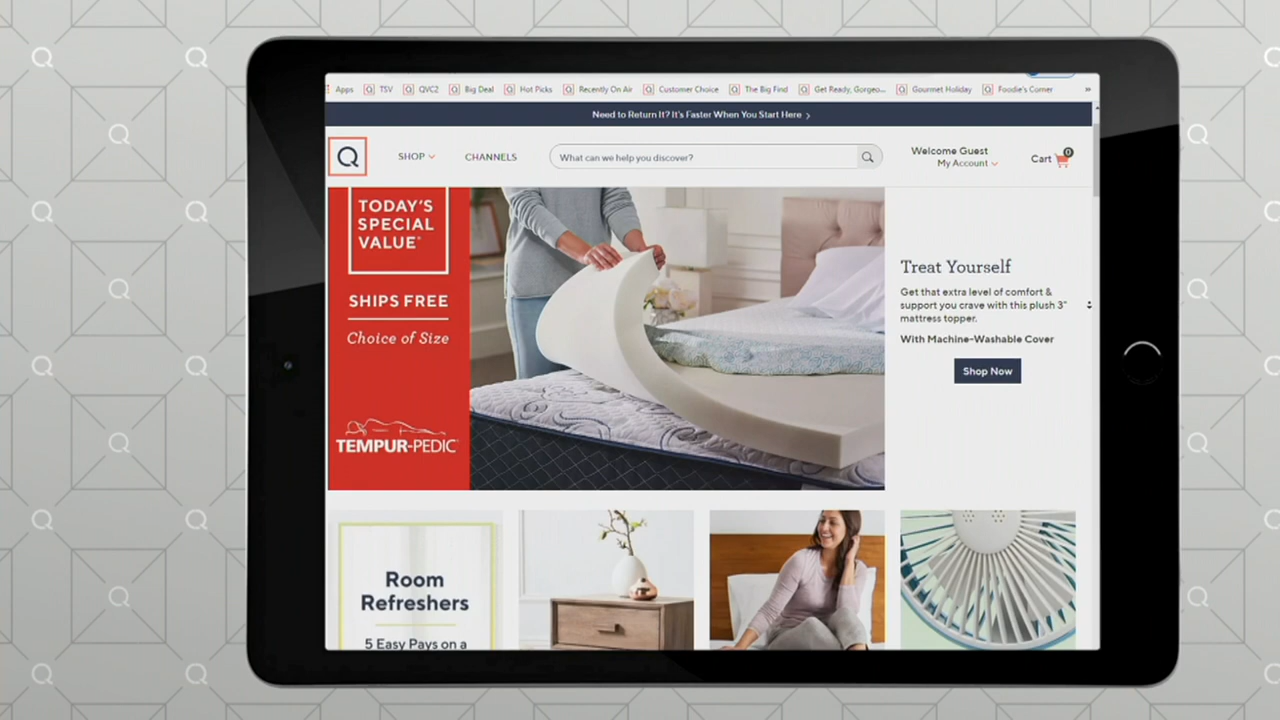 Apps TSV QVC2 Big Deal Hot Picks Recently On Air Customer Choice The Big Find Get Ready, Gorgeo... Gourmet Holiday Foodie's Corner »
Need to Return It? It's Faster When You Start Here >
Q SHOP CHANNELS What can we help you discover? Welcome Guest
My Account
Cart 0
TODAY'S
SPECIAL
VALUE®
SHIPS FREE
Choice of Size
TEMPUR-PEDIC
Treat Yourself
Get that extra level of comfort &
support you crave with this plush 3"
mattress topper.
With Machine-Washable Cover
Shop Now
Room
Refreshers
5 Easy Pays on a